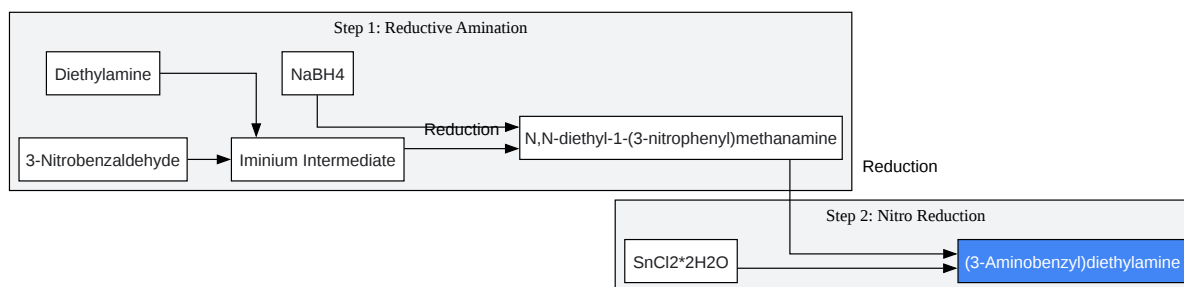 Step 1: Reductive Amination
Diethylamine
NaBH4
3-Nitrobenzaldehyde
Iminium Intermediate
Reduction
N,N-diethyl-1-(3-nitrophenyl)methanamine
Reduction
Step 2: Nitro Reduction
SnCl2*2H2O
(3-Aminobenzyl)diethylamine